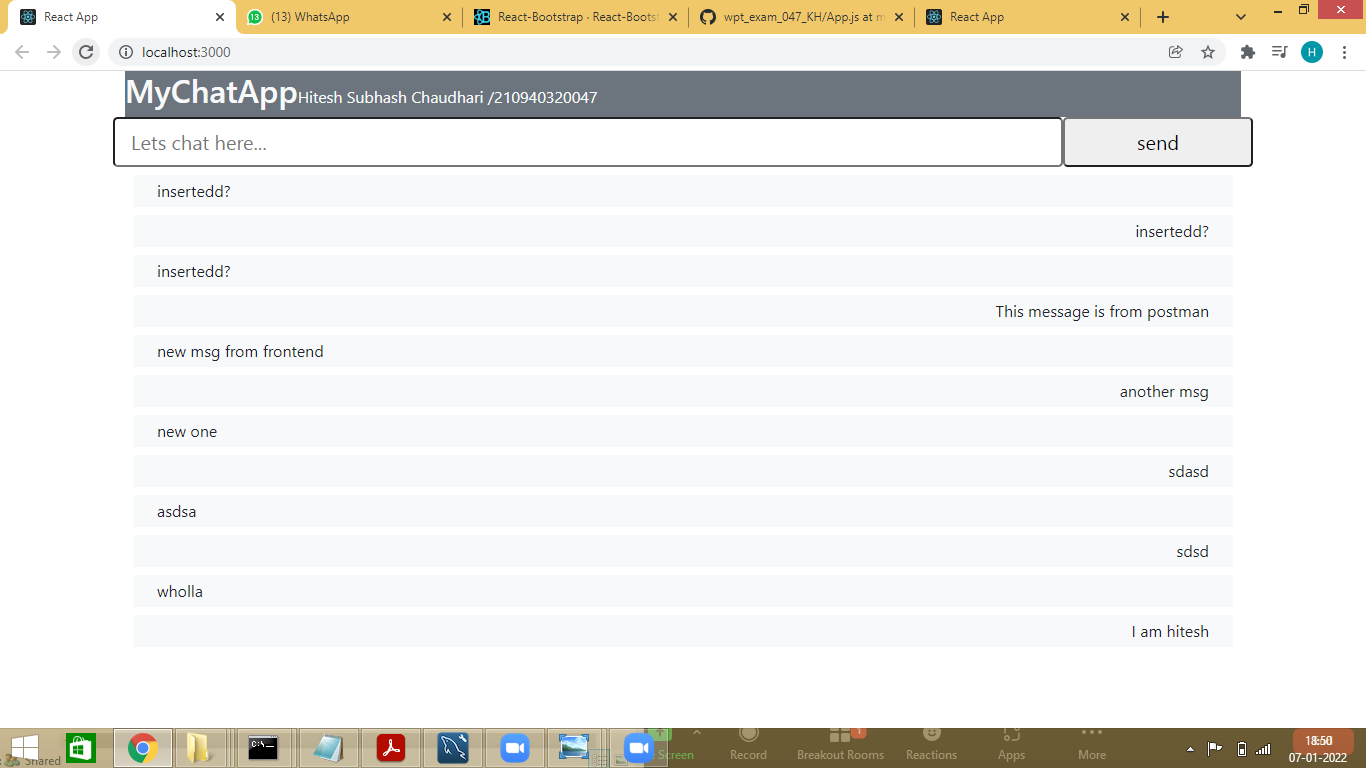 React App
(13) WhatsApp
React-Bootstrap · React-Bootst
wpt_exam_047_KH/App.js at m
React App
localhost:3000
H
MyChatApp Hitesh Subhash Chaudhari /210940320047
Lets chat here...
send
insertedd?
insertedd?
insertedd?
This message is from postman
new msg from frontend
another msg
new one
sdasd
asdsa
sdsd
wholla
I am hitesh
Shared
Screen
Record
Breakout Rooms
1
Reactions
Apps
More
18:50
07-01-2022